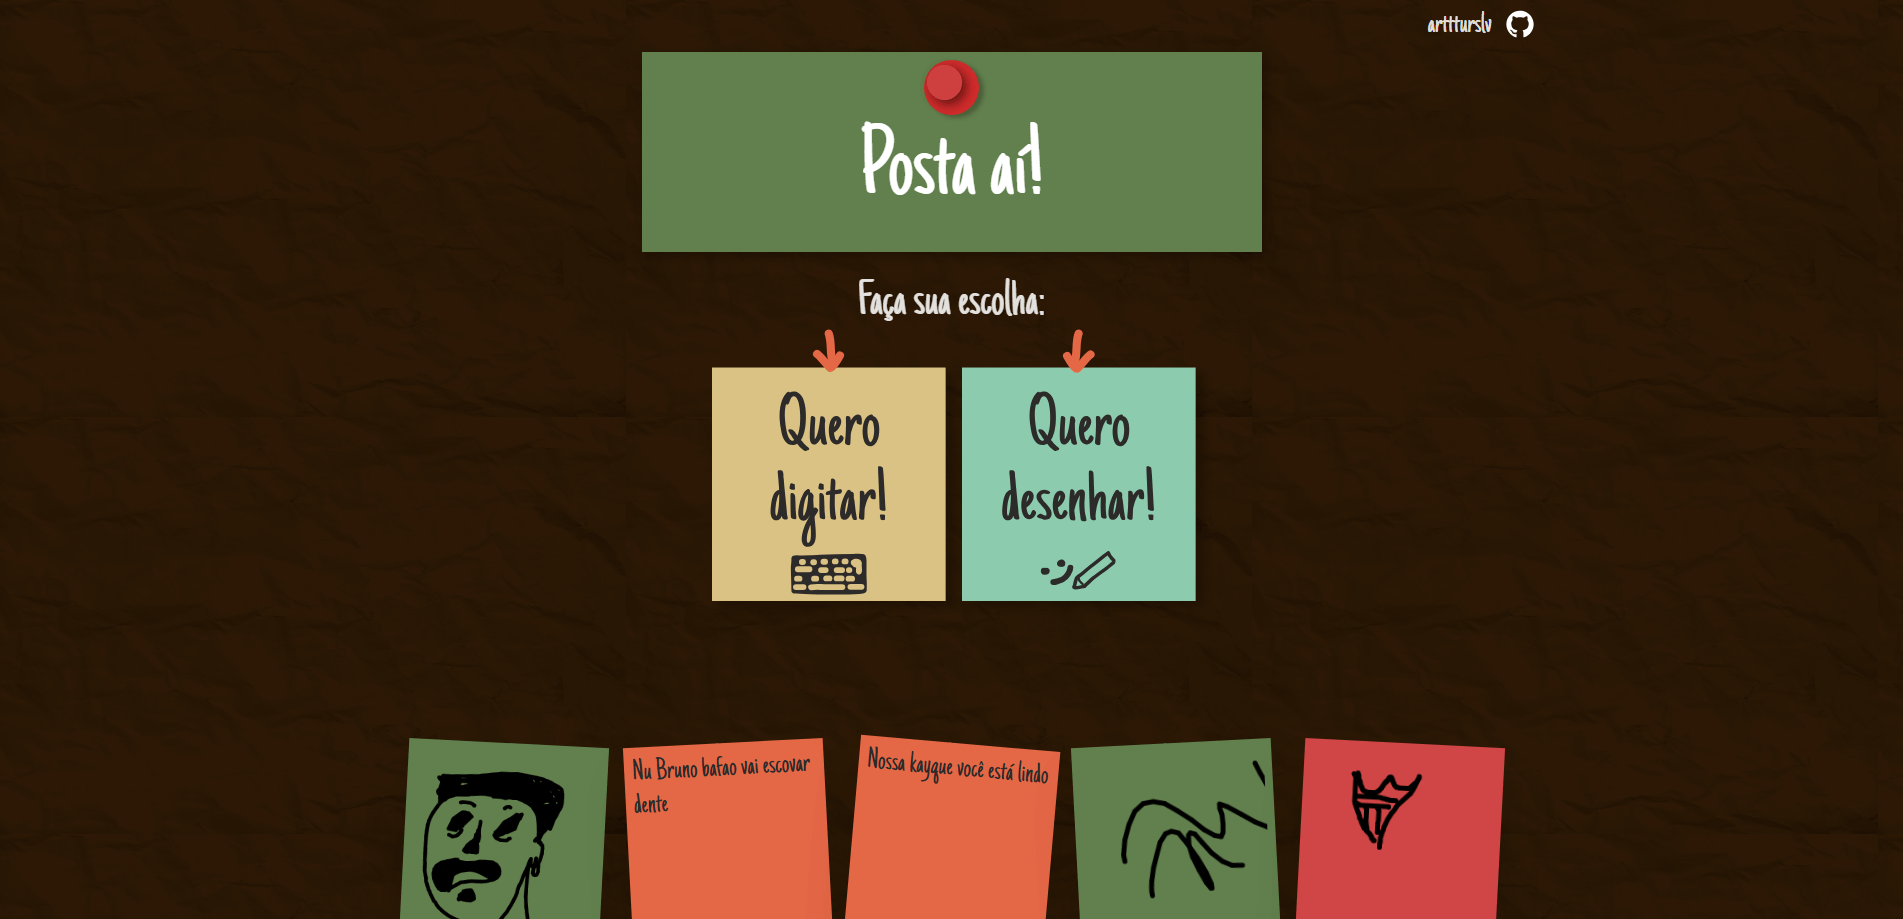 arttturslv
Posta aí!
Faça sua escolha:
Quero
digitar!
Quero
desenhar!
Nu Bruno bafao vai escovar
dente
Nossa kayque você está lindo